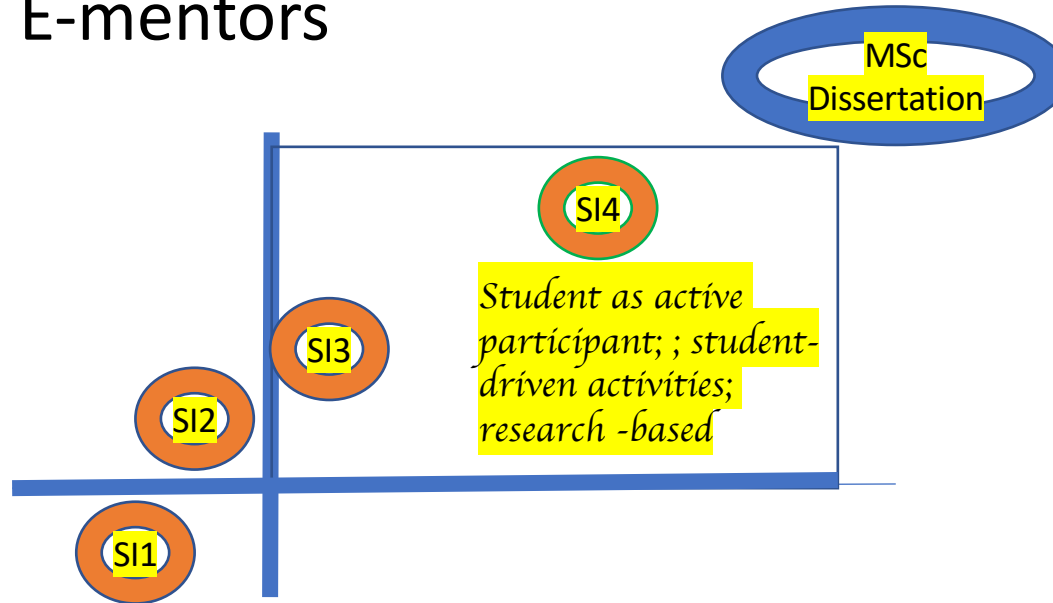 E-mentors
MSc
Dissertation
SI4
Student as active
participant; ; student-
driven activities;
research -based
SI3
SI2
SI1